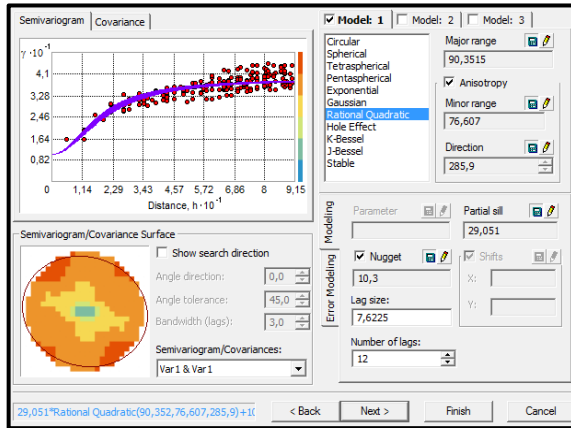 Semivariogram
Covariance
γ ·10⁻¹
4,1
3,28
2,46
1,64
0,82
0
1,14
2,29
3,43
4,57
5,72
6,86
8
9,15
Distance, h ·10⁻¹
Semivariogram/Covariance Surface
Show search direction
Angle direction:
0,0
Angle tolerance:
45,0
Bandwidth (lags):
3,0
Semivariogram/Covariances:
Var1 & Var1
Model: 1
Model: 2
Model: 3
Circular
Spherical
Tetraspherical
Pentaspherical
Exponential
Gaussian
Rational Quadratic
Hole Effect
K-Bessel
J-Bessel
Stable
Major range
90,3515
Anisotropy
Minor range
76,607
Direction
285,9
Modeling
Error Modeling
Parameter
Partial sill
29,051
Nugget
10,3
Shifts
X:
Y:
Lag size:
7,6225
Number of lags:
12
29,051*Rational Quadratic(90,352,76,607,285,9)+10
< Back
Next >
Finish
Cancel